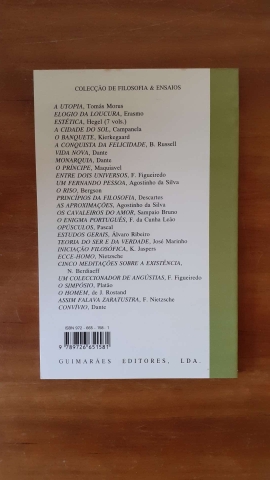 COLECÇÃO DE FILOSOFIA & ENSAIOS
A UTOPIA, Tomás Morus
ELOGIO DA LOUCURA, Erasmo
ESTÉTICA, Hegel (7 vols.)
A CIDADE DO SOL, Campanela
O BANQUETE, Kierkegaard
A CONQUISTA DA FELICIDADE, B. Russell
VIDA NOVA, Dante
MONARQUIA, Dante
O PRÍNCIPE, Maquiavel
ENTRE DOIS UNIVERSOS, F. Figueiredo
UM FERNANDO PESSOA, Agostinho da Silva
O RISO, Bergson
PRINCÍPIOS DA FILOSOFIA, Descartes
AS APROXIMAÇÕES, Agostinho da Silva
OS CAVALEIROS DO AMOR, Sampaio Bruno
O ENIGMA PORTUGUÊS, F. da Cunha Leão
OPÚSCULOS, Pascal
ESTUDOS GERAIS, Álvaro Ribeiro
TEORIA DO SER E DA VERDADE, José Marinho
INICIAÇÃO FILOSÓFICA, K. Jaspers
ECCE HOMO, Nietzsche
CINCO MEDITAÇÕES SOBRE A EXISTÊNCIA,
N. Berdiaeff
UM COLECCIONADOR DE ANGÚSTIAS, F. Figueiredo
O SIMPÓSIO, Platão
O HOMEM, de J. Rostand
ASSIM FALAVA ZARATUSTRA, F. Nietzsche
CONVÍVIO, Dante
9 789726 651581
GUIMARÃES EDITORES, LDA.